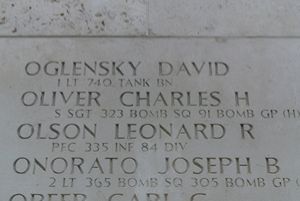 OGLENSKY DAVID
1 LT 740 TANK BN
OLIVER CHARLES H
S SGT 323 BOMB SQ 91 BOMB GP (H)
OLSON LEONARD R
PFC 335 INF 84 DIV
ONORATO JOSEPH B
2 LT 365 BOMB SQ 305 BOMB GP (
CARL G